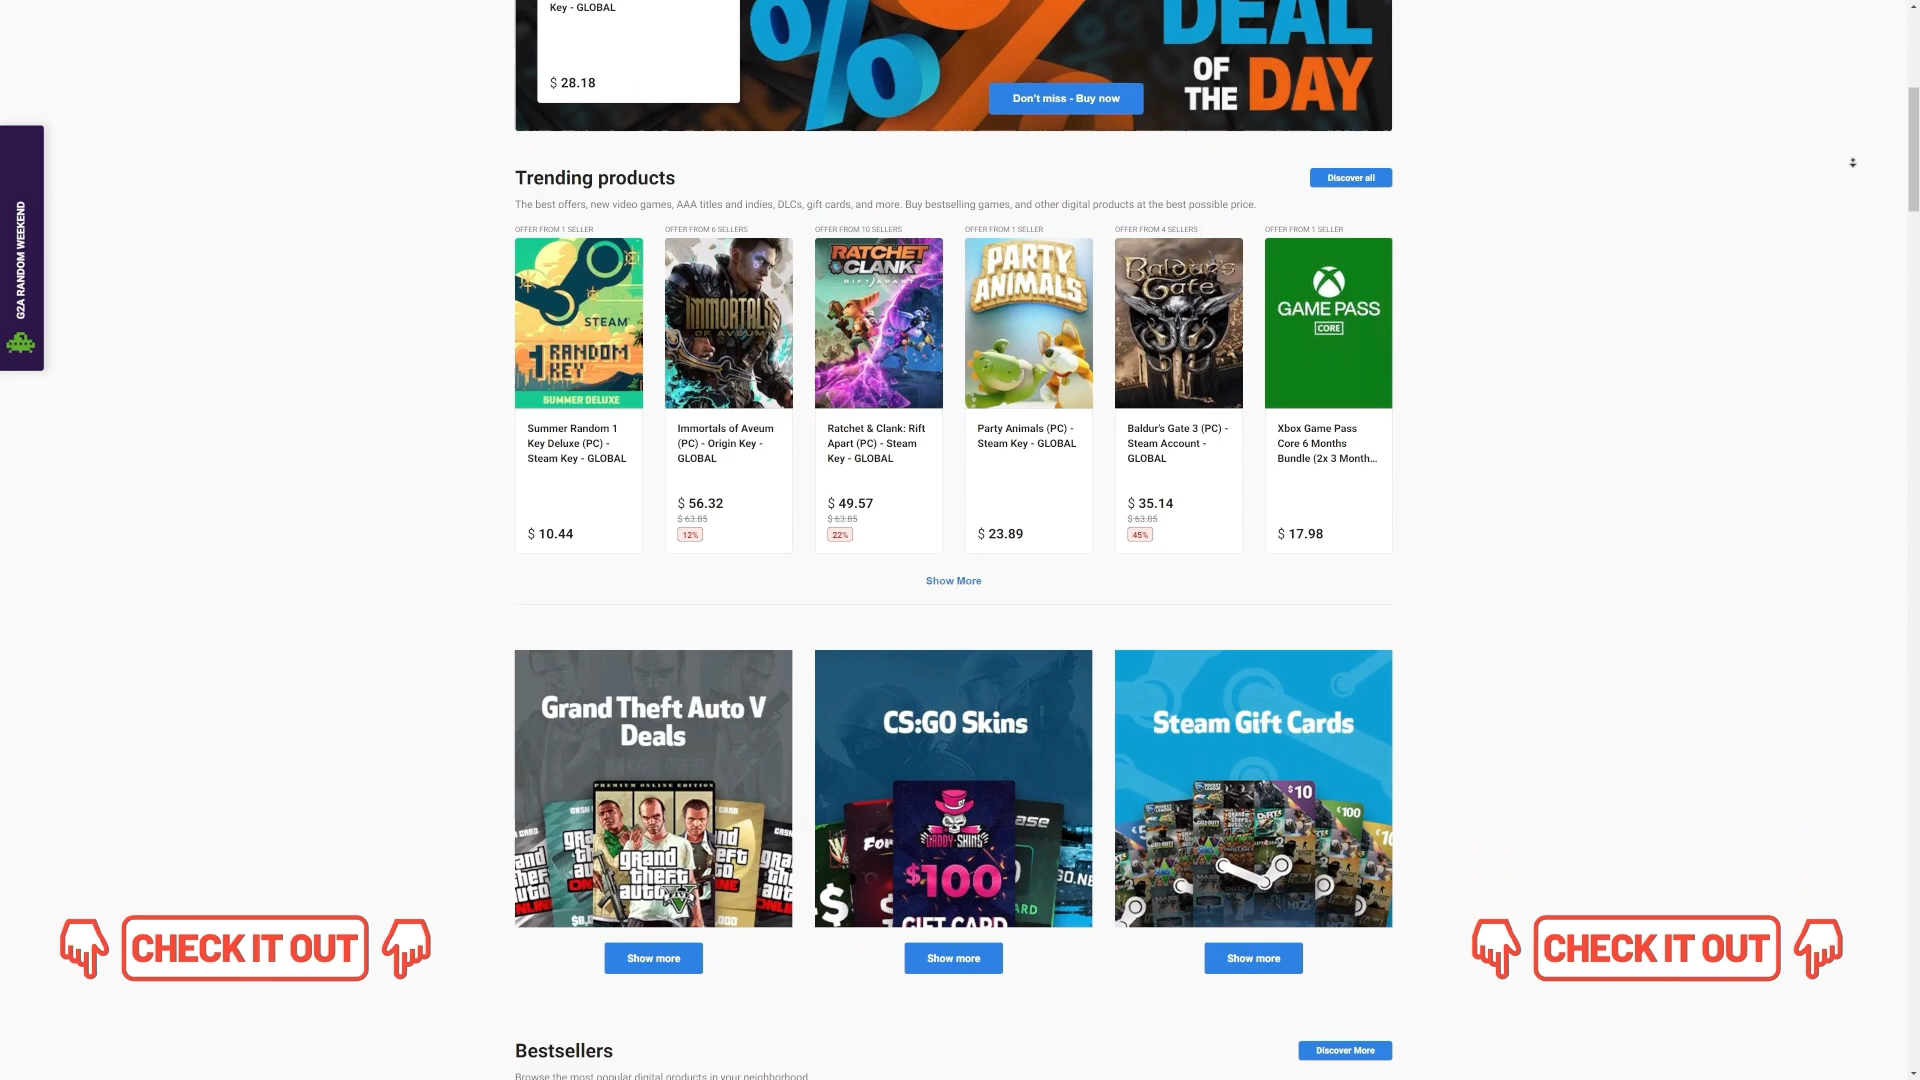 Key - GLOBAL
$ 28.18
DEAL
OF
THE DAY
Don't miss - Buy now
G2A RANDOM WEEKEND
Trending products
Discover all
The best offers, new video games, AAA titles and indies, DLCs, gift cards, and more. Buy bestselling games, and other digital products at the best possible price.
OFFER FROM 1 SELLER
OFFER FROM 6 SELLERS
OFFER FROM 10 SELLERS
OFFER FROM 1 SELLER
OFFER FROM 4 SELLERS
OFFER FROM 1 SELLER
STEAM
1 RANDOM
KEY
SUMMER DELUXE
IMMORTALS
OF AVEUM
RATCHET
CLANK
RIFT APART
PARTY
ANIMALS
Baldur's
Gate
GAME PASS
CORE
Summer Random 1
Key Deluxe (PC) -
Steam Key - GLOBAL
$ 10.44
Immortals of Aveum
(PC) - Origin Key -
GLOBAL
$ 56.32
$ 63.85
12%
Ratchet & Clank: Rift
Apart (PC) - Steam
Key - GLOBAL
$ 49.57
$ 63.85
22%
Party Animals (PC) -
Steam Key - GLOBAL
$ 23.89
Baldur's Gate 3 (PC) -
Steam Account -
GLOBAL
$ 35.14
$ 63.85
45%
Xbox Game Pass
Core 6 Months
Bundle (2x 3 Month...
$ 17.98
Show More
Grand Theft Auto V
Deals
PREMIUM ONLINE EDITION
grand
theft
auto
CS:GO Skins
DADDY-SKINS
$100
GIFT CARD
Steam Gift Cards
$10
€100
Show more
Show more
Show more
CHECK IT OUT
CHECK IT OUT
Bestsellers
Discover More
Browse the most popular digital products in your neighborhood